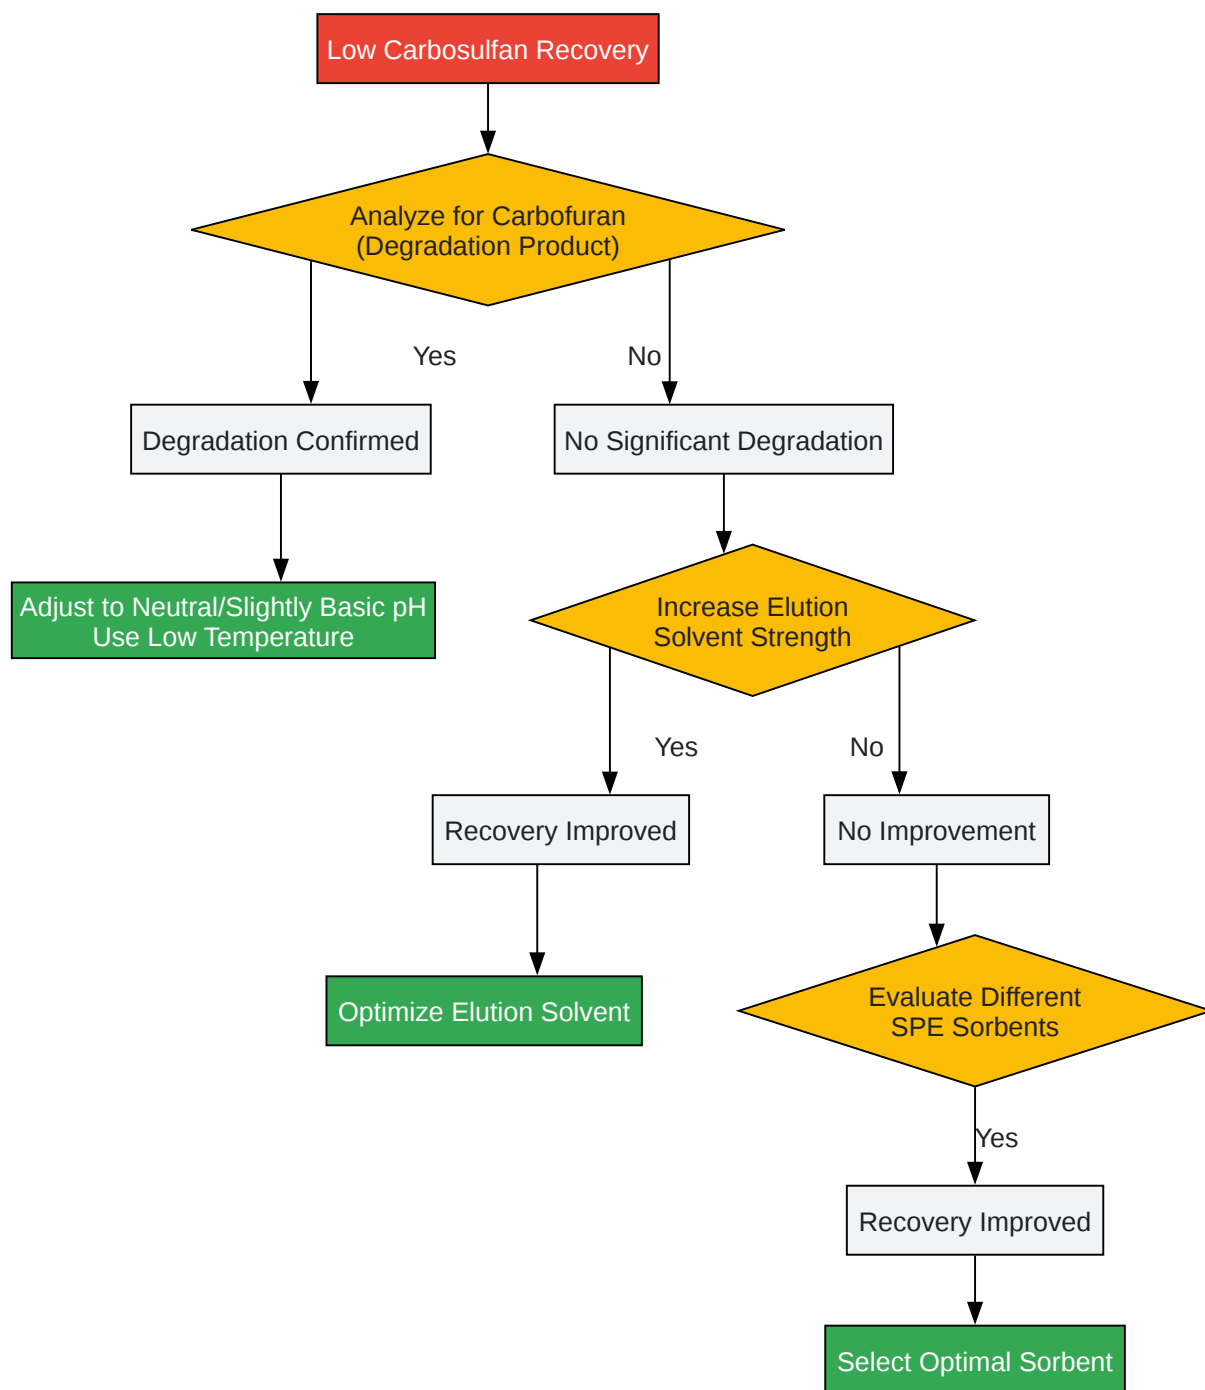 Low Carbosulfan Recovery
Analyze for Carbofuran
(Degradation Product)
Yes
No
Degradation Confirmed
No Significant Degradation
Adjust to Neutral/Slightly Basic pH
Use Low Temperature
Increase Elution
Solvent Strength
Yes
No
Recovery Improved
No Improvement
Optimize Elution Solvent
Evaluate Different
SPE Sorbents
Yes
Recovery Improved
Select Optimal Sorbent